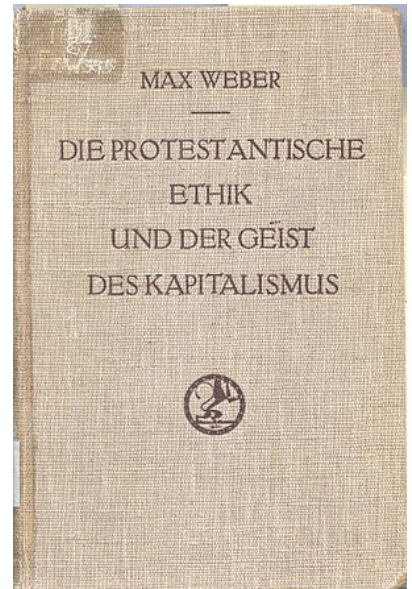 MAX WEBER
DIE PROTESTANTISCHE
ETHIK
UND DER GEIST
DES KAPITALISMUS